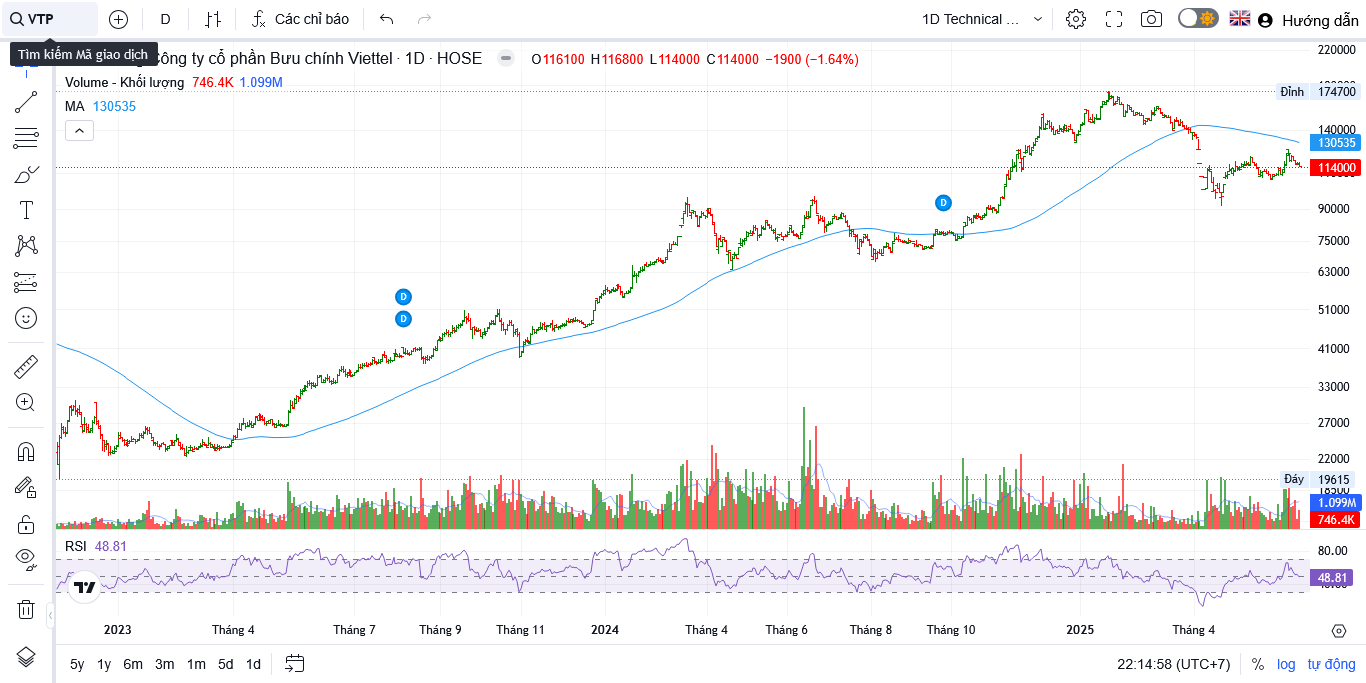 VTP D Các chỉ báo 1D Technical ... Hướng dẫn
Tìm kiếm Mã giao dịch
Công ty cổ phần Bưu chính Viettel · 1D · HOSE O116100 H116800 L114000 C114000 −1900 (−1.64%)
Volume - Khối lượng 746.4K 1.099M
MA 130535
220000
Đỉnh 174700
140000
130535
114000
90000
D
75000
63000
D
51000
D
41000
33000
27000
22000
Đáy 19615
18500
1.099M
746.4K
RSI 48.81
80.00
48.81
2023 Tháng 4 Tháng 7 Tháng 9 Tháng 11 2024 Tháng 4 Tháng 6 Tháng 8 Tháng 10 2025 Tháng 4
5y 1y 6m 3m 1m 5d 1d 22:14:58 (UTC+7) % log tự động